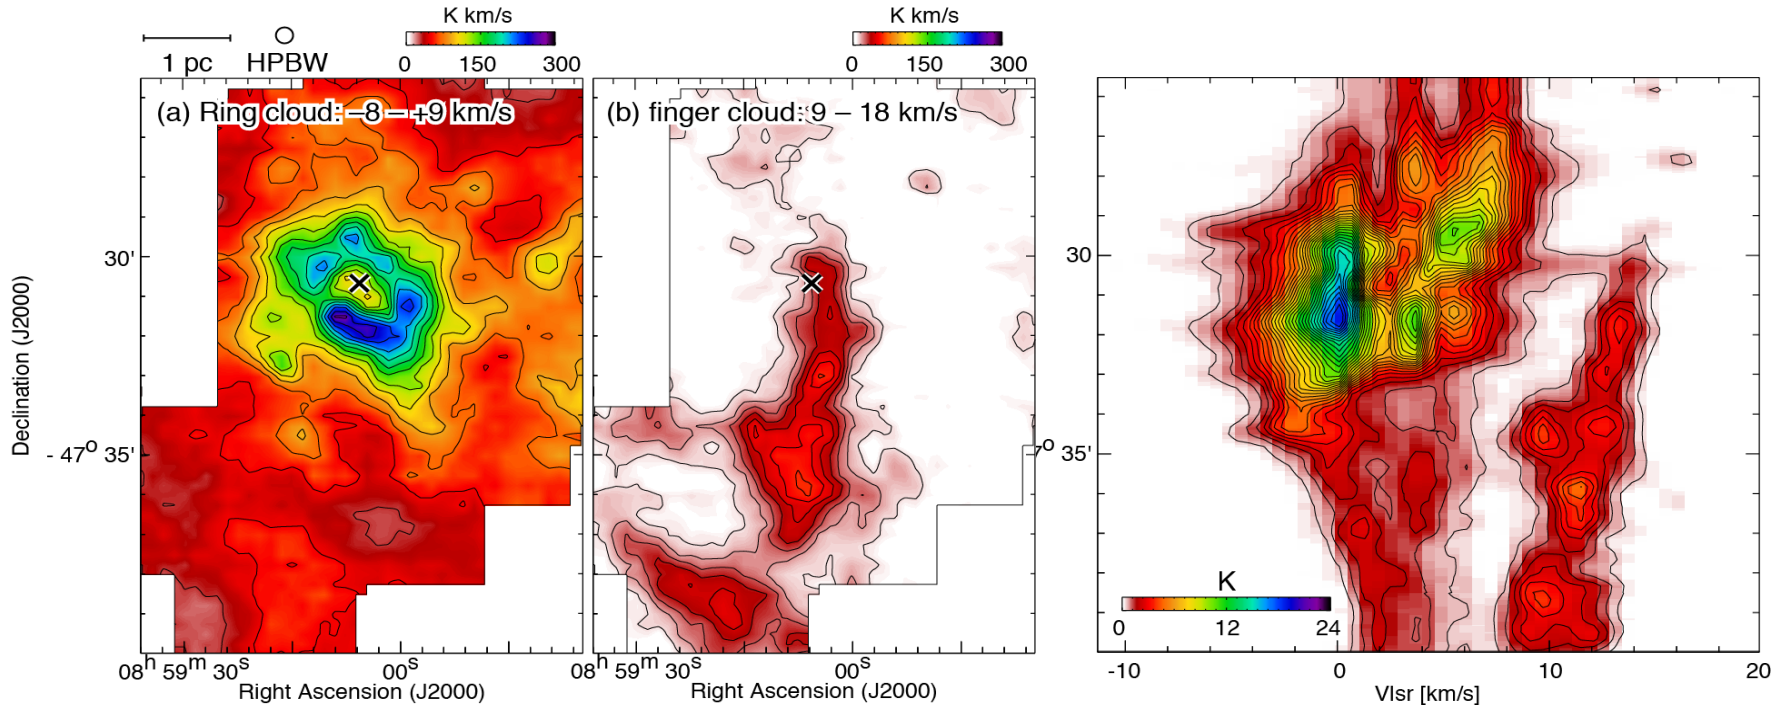 K km/s
0 150 300
1 pc HPBW
(a) Ring cloud: –8 – +9 km/s
Declination (J2000)
30'
- 47° 35'
08h 59m 30s 00s 08
Right Ascension (J2000)
K km/s
0 150 300
(b) finger cloud: 9 – 18 km/s
h 59m 30s 00s
Right Ascension (J2000)
30
7° 35'
K
0 12 24
-10 0 10 20
Vlsr [km/s]